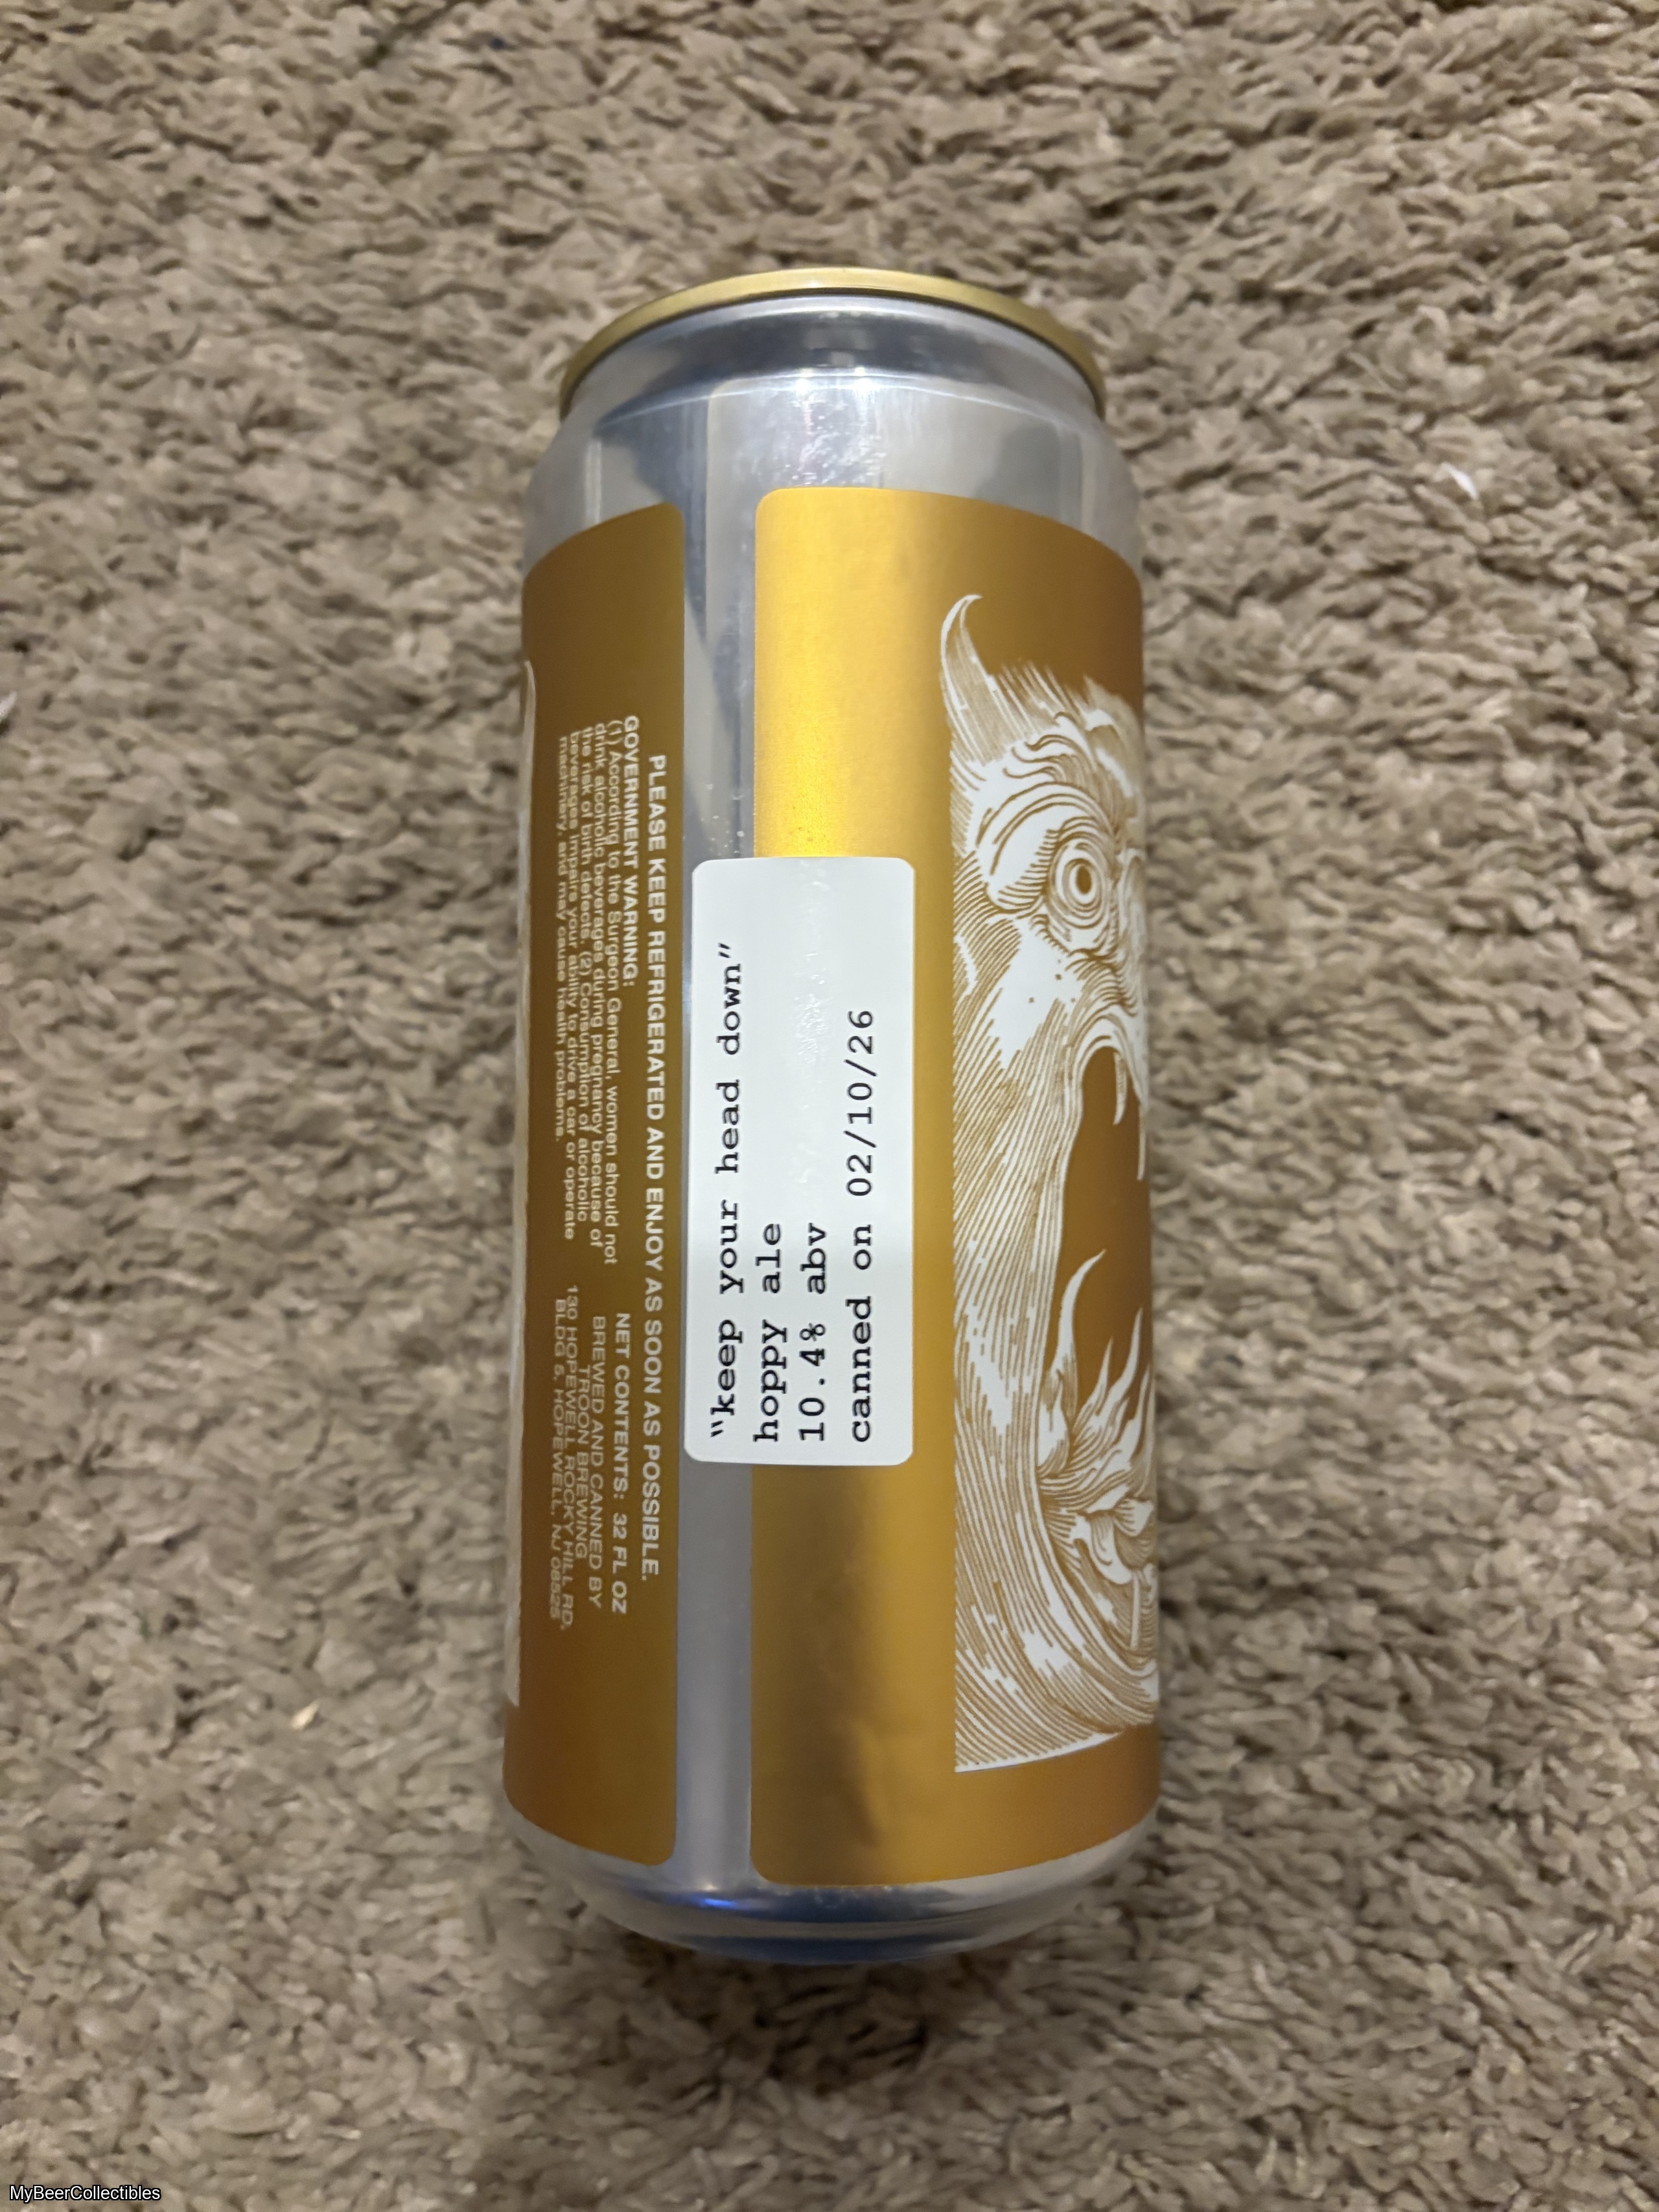 "keep your head down"
hoppy ale
10.4% abv
canned on 02/10/26
PLEASE KEEP REFRIGERATED AND ENJOY AS SOON AS POSSIBLE.
GOVERNMENT WARNING:
(1) According to the Surgeon General, women should not
drink alcoholic beverages during pregnancy because of
the risk of birth defects. (2) Consumption of alcoholic
beverages impairs your ability to drive a car or operate
machinery, and may cause health problems.
NET CONTENTS: 32 FL OZ
BREWED AND CANNED BY
TROON BREWING
130 HOPEWELL ROCKY HILL RD,
BLDG 5, HOPEWELL, NJ 08525
MyBeerCollectibles